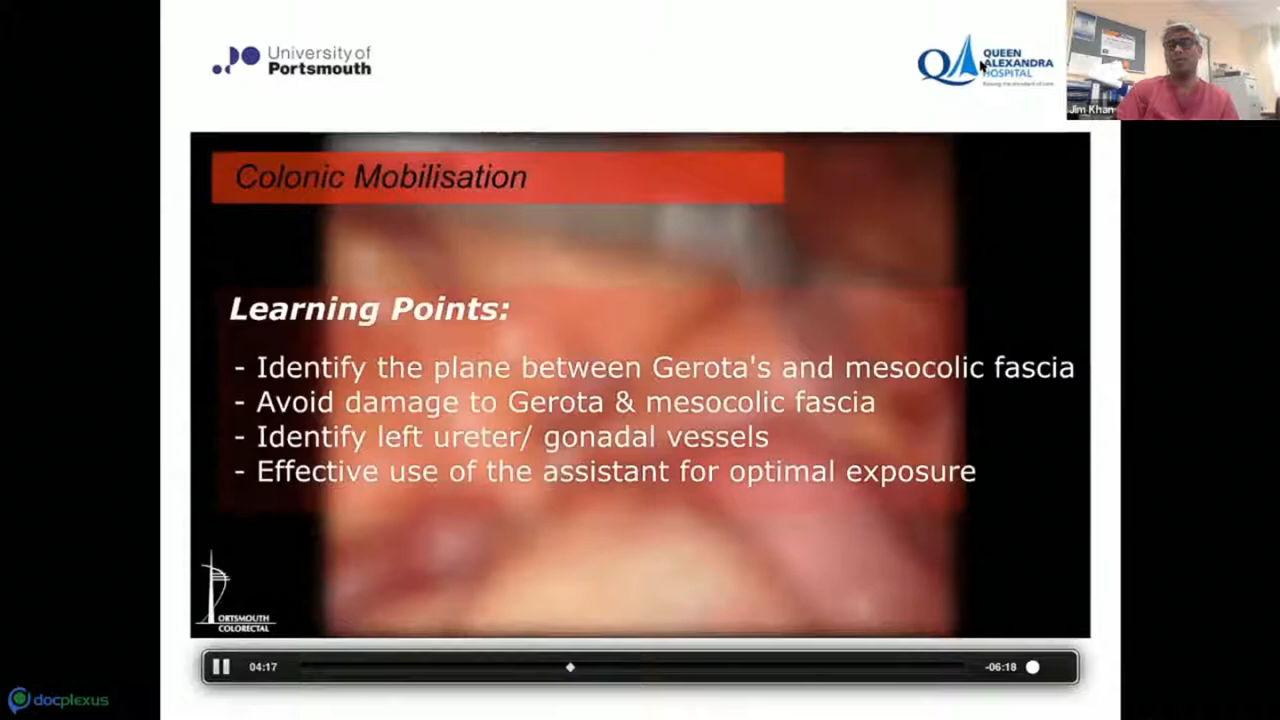 University of
Portsmouth
QA
QUEEN
ALEXANDRA
HOSPITAL
Jim Khan
Colonic Mobilisation
Learning Points:
- Identify the plane between Gerota's and mesocolic fascia
- Avoid damage to Gerota & mesocolic fascia
- Identify left ureter/ gonadal vessels
- Effective use of the assistant for optimal exposure
ORTSMOUTH
COLORECTAL
04:17
-06:18
docplexus